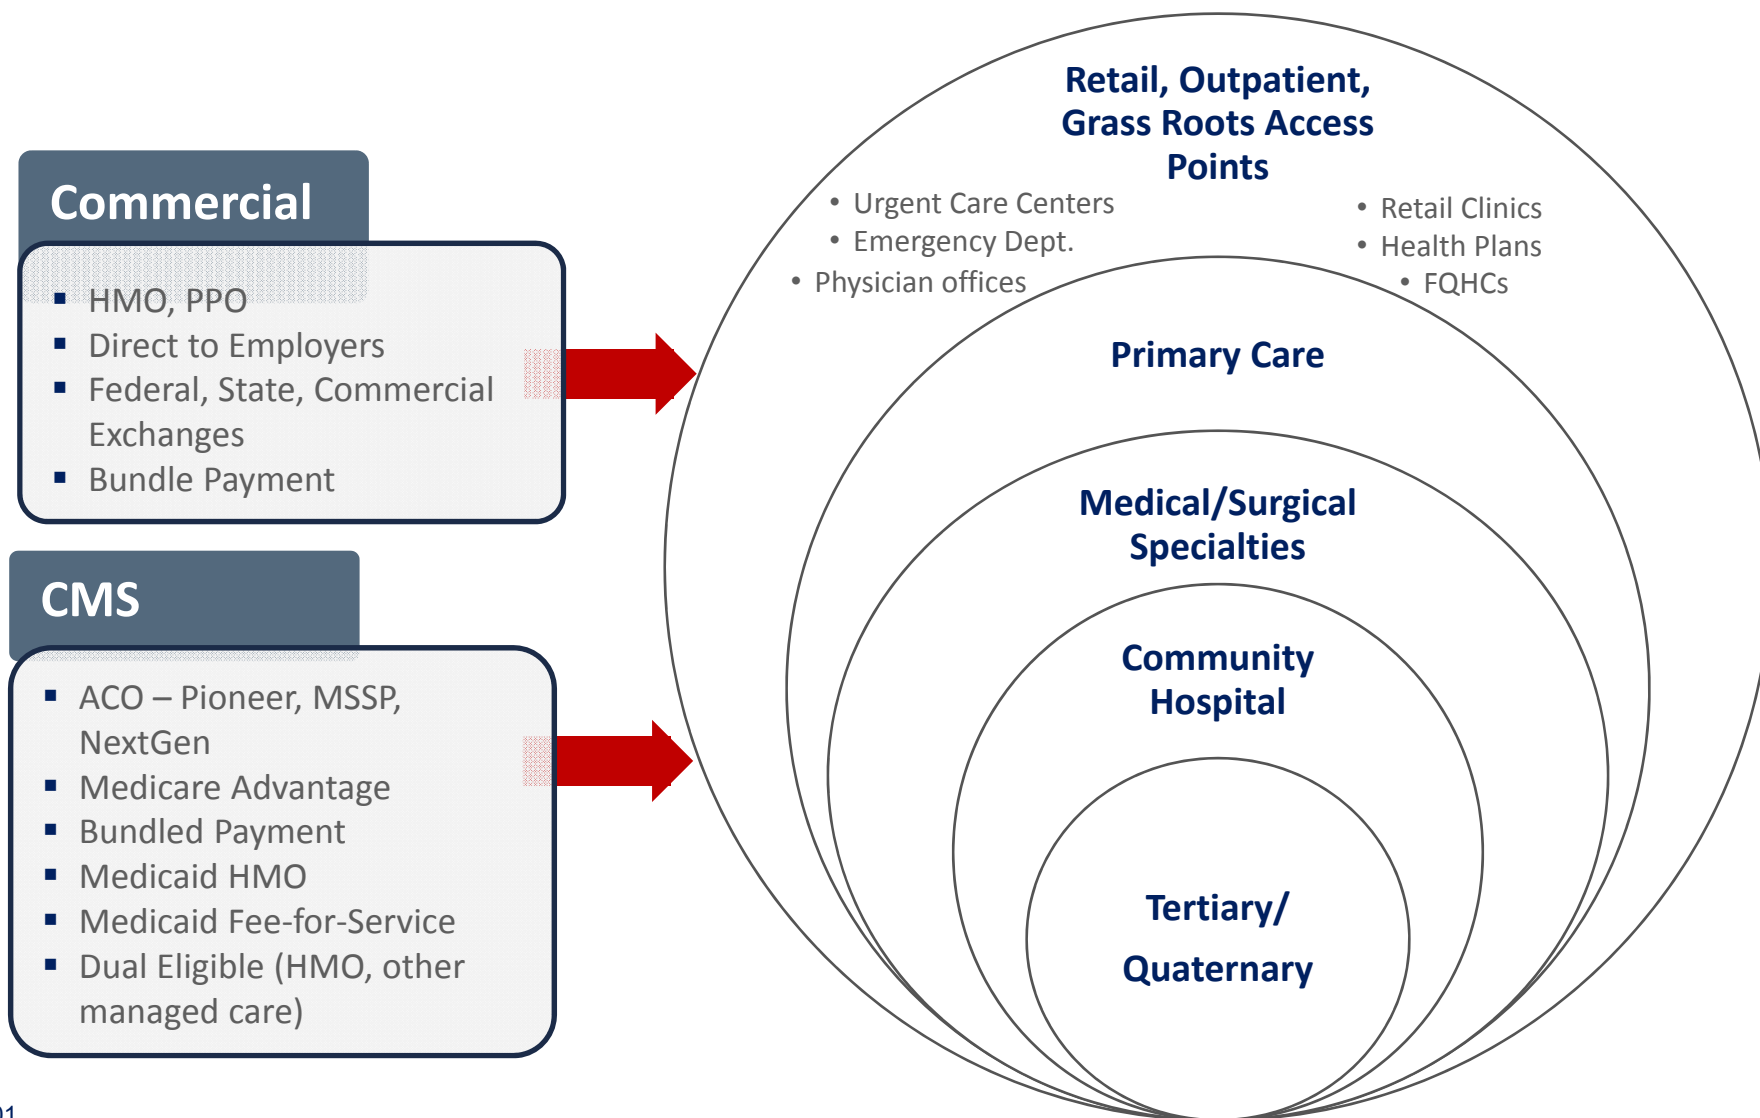 Commercial
▪ HMO, PPO
▪ Direct to Employers
▪ Federal, State, Commercial
Exchanges
▪ Bundle Payment
CMS
▪ ACO – Pioneer, MSSP,
NextGen
▪ Medicare Advantage
▪ Bundled Payment
▪ Medicaid HMO
▪ Medicaid Fee-for-Service
▪ Dual Eligible (HMO, other
managed care)
Retail, Outpatient,
Grass Roots Access
Points
• Urgent Care Centers
• Emergency Dept.
• Physician offices
• Retail Clinics
• Health Plans
• FQHCs
Primary Care
Medical/Surgical
Specialties
Community
Hospital
Tertiary/
Quaternary